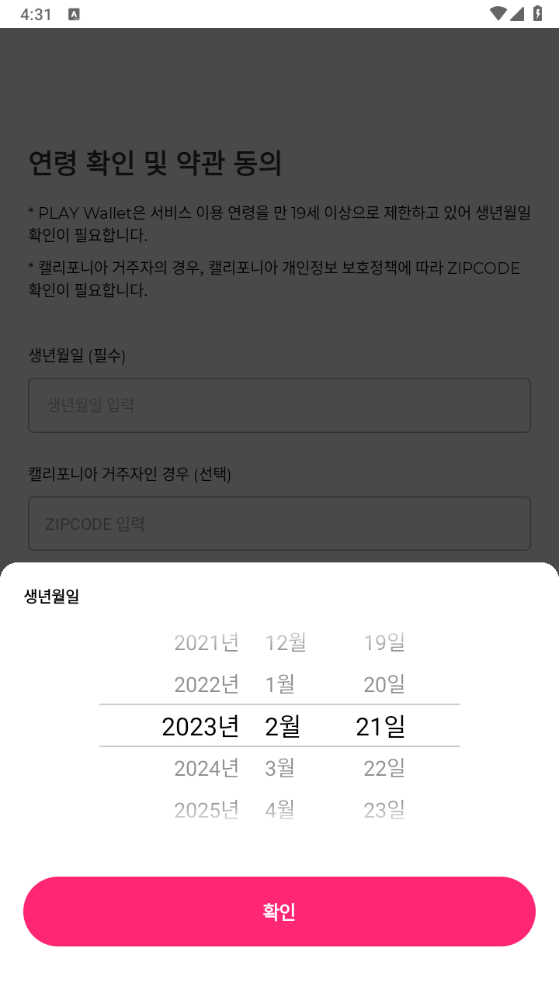 4:31 A
연령 확인 및 약관 동의
* PLAY Wallet은 서비스 이용 연령을 만 19세 이상으로 제한하고 있어 생년월일
확인이 필요합니다.
* 캘리포니아 거주자의 경우, 캘리포니아 개인정보 보호정책에 따라 ZIPCODE
확인이 필요합니다.
생년월일 (필수)
생년월일 입력
캘리포니아 거주자인 경우 (선택)
ZIPCODE 입력
생년월일
2021년 12월 19일
2022년 1월 20일
2023년 2월 21일
2024년 3월 22일
2025년 4월 23일
확인